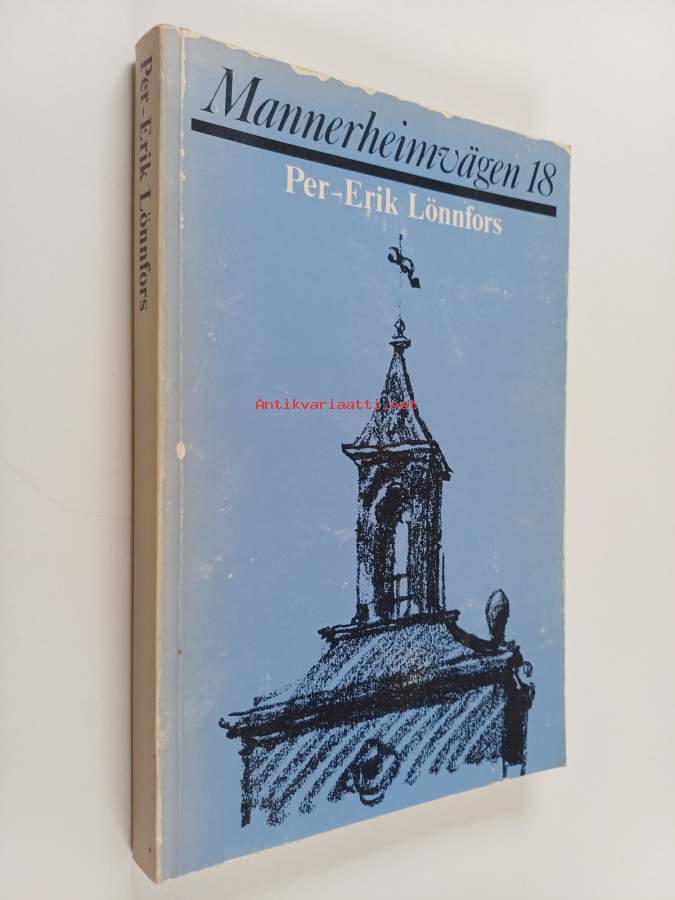 Per-Erik Lönnfors
Mannerheimvägen 18
Per-Erik Lönnfors
Antikvariaatti.net